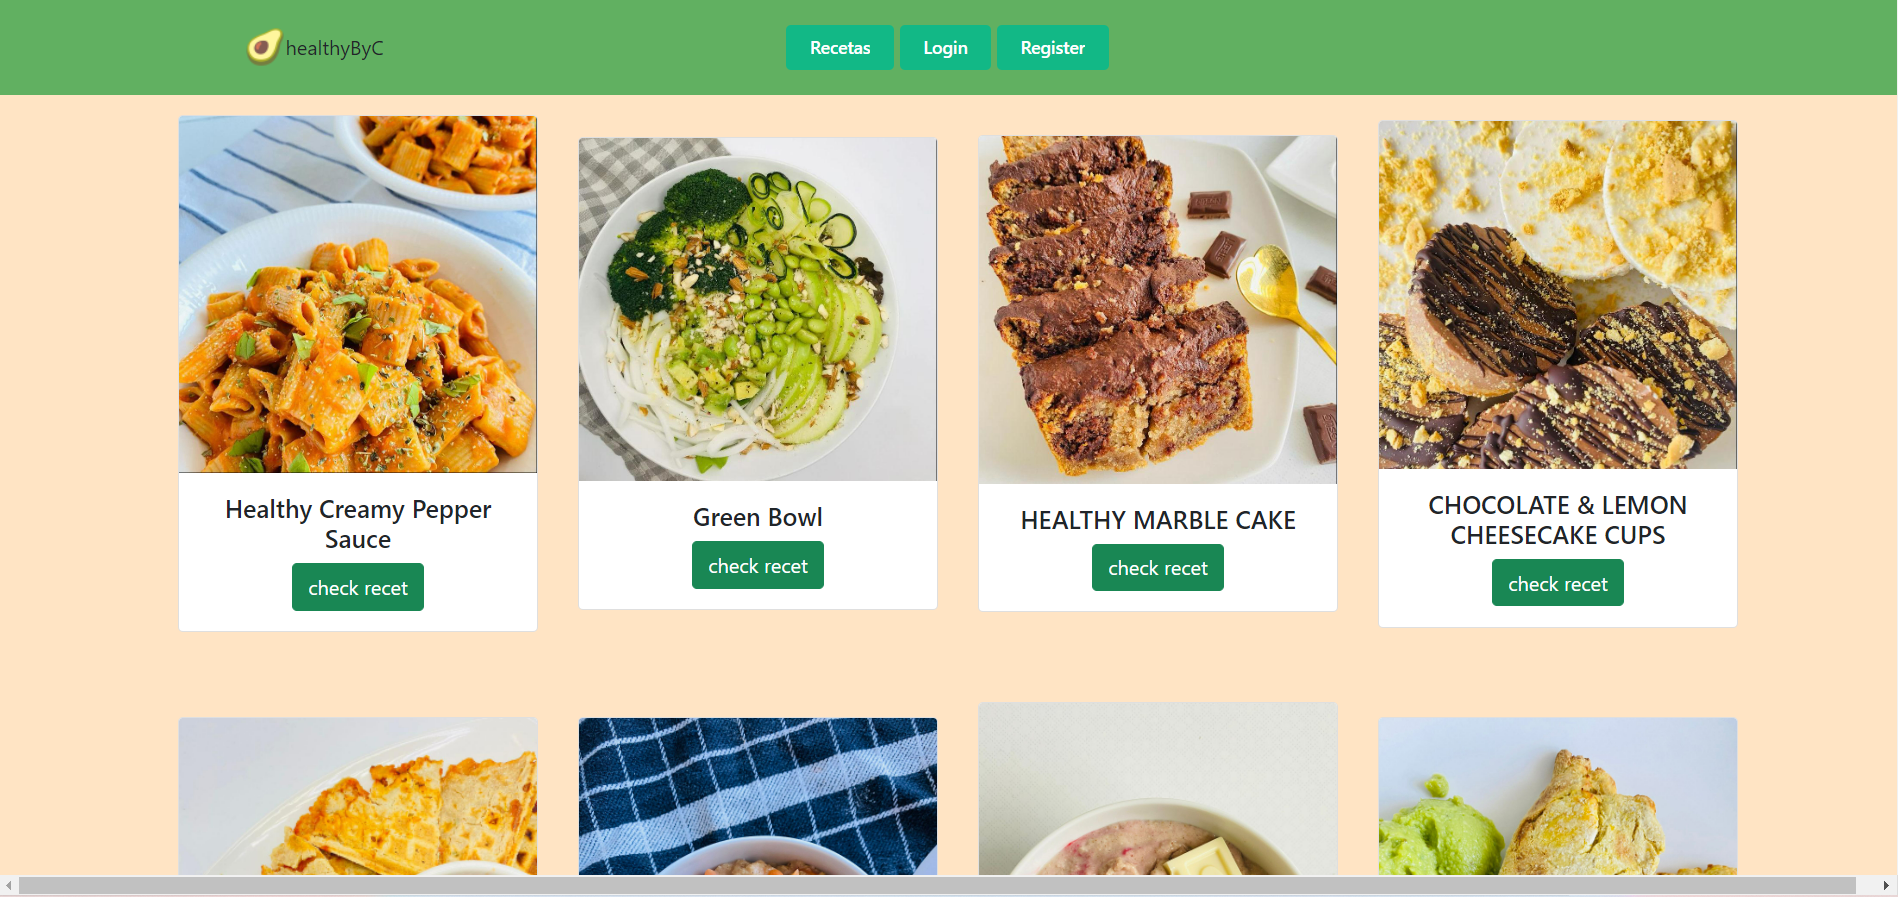 healthyByC
Recetas
Login
Register
Healthy Creamy Pepper
Sauce
check recet
Green Bowl
check recet
HEALTHY MARBLE CAKE
check recet
CHOCOLATE & LEMON
CHEESECAKE CUPS
check recet